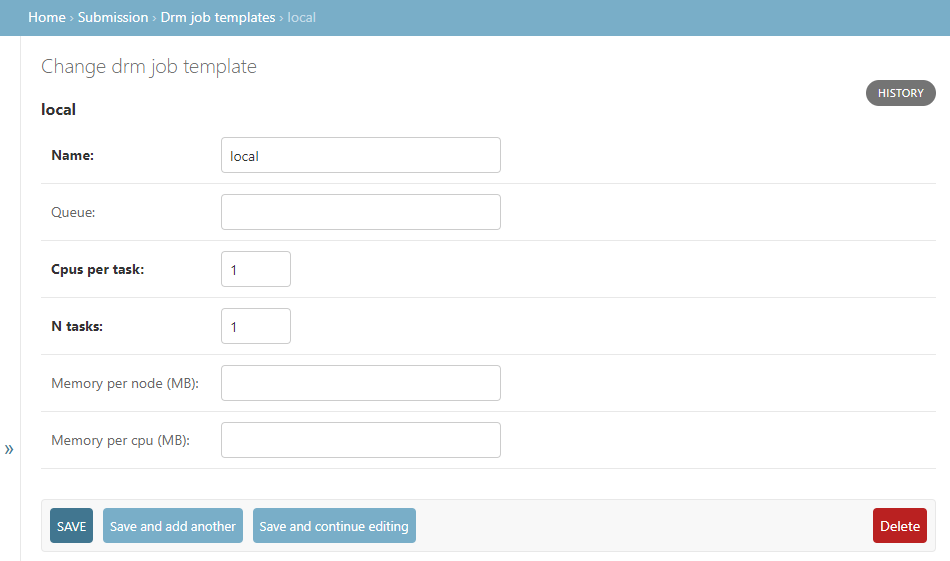 Home › Submission › Drm job templates › local
Change drm job template
HISTORY
local
Name: local
Queue:
Cpus per task: 1
N tasks: 1
Memory per node (MB):
Memory per cpu (MB):
»
SAVE Save and add another Save and continue editing Delete